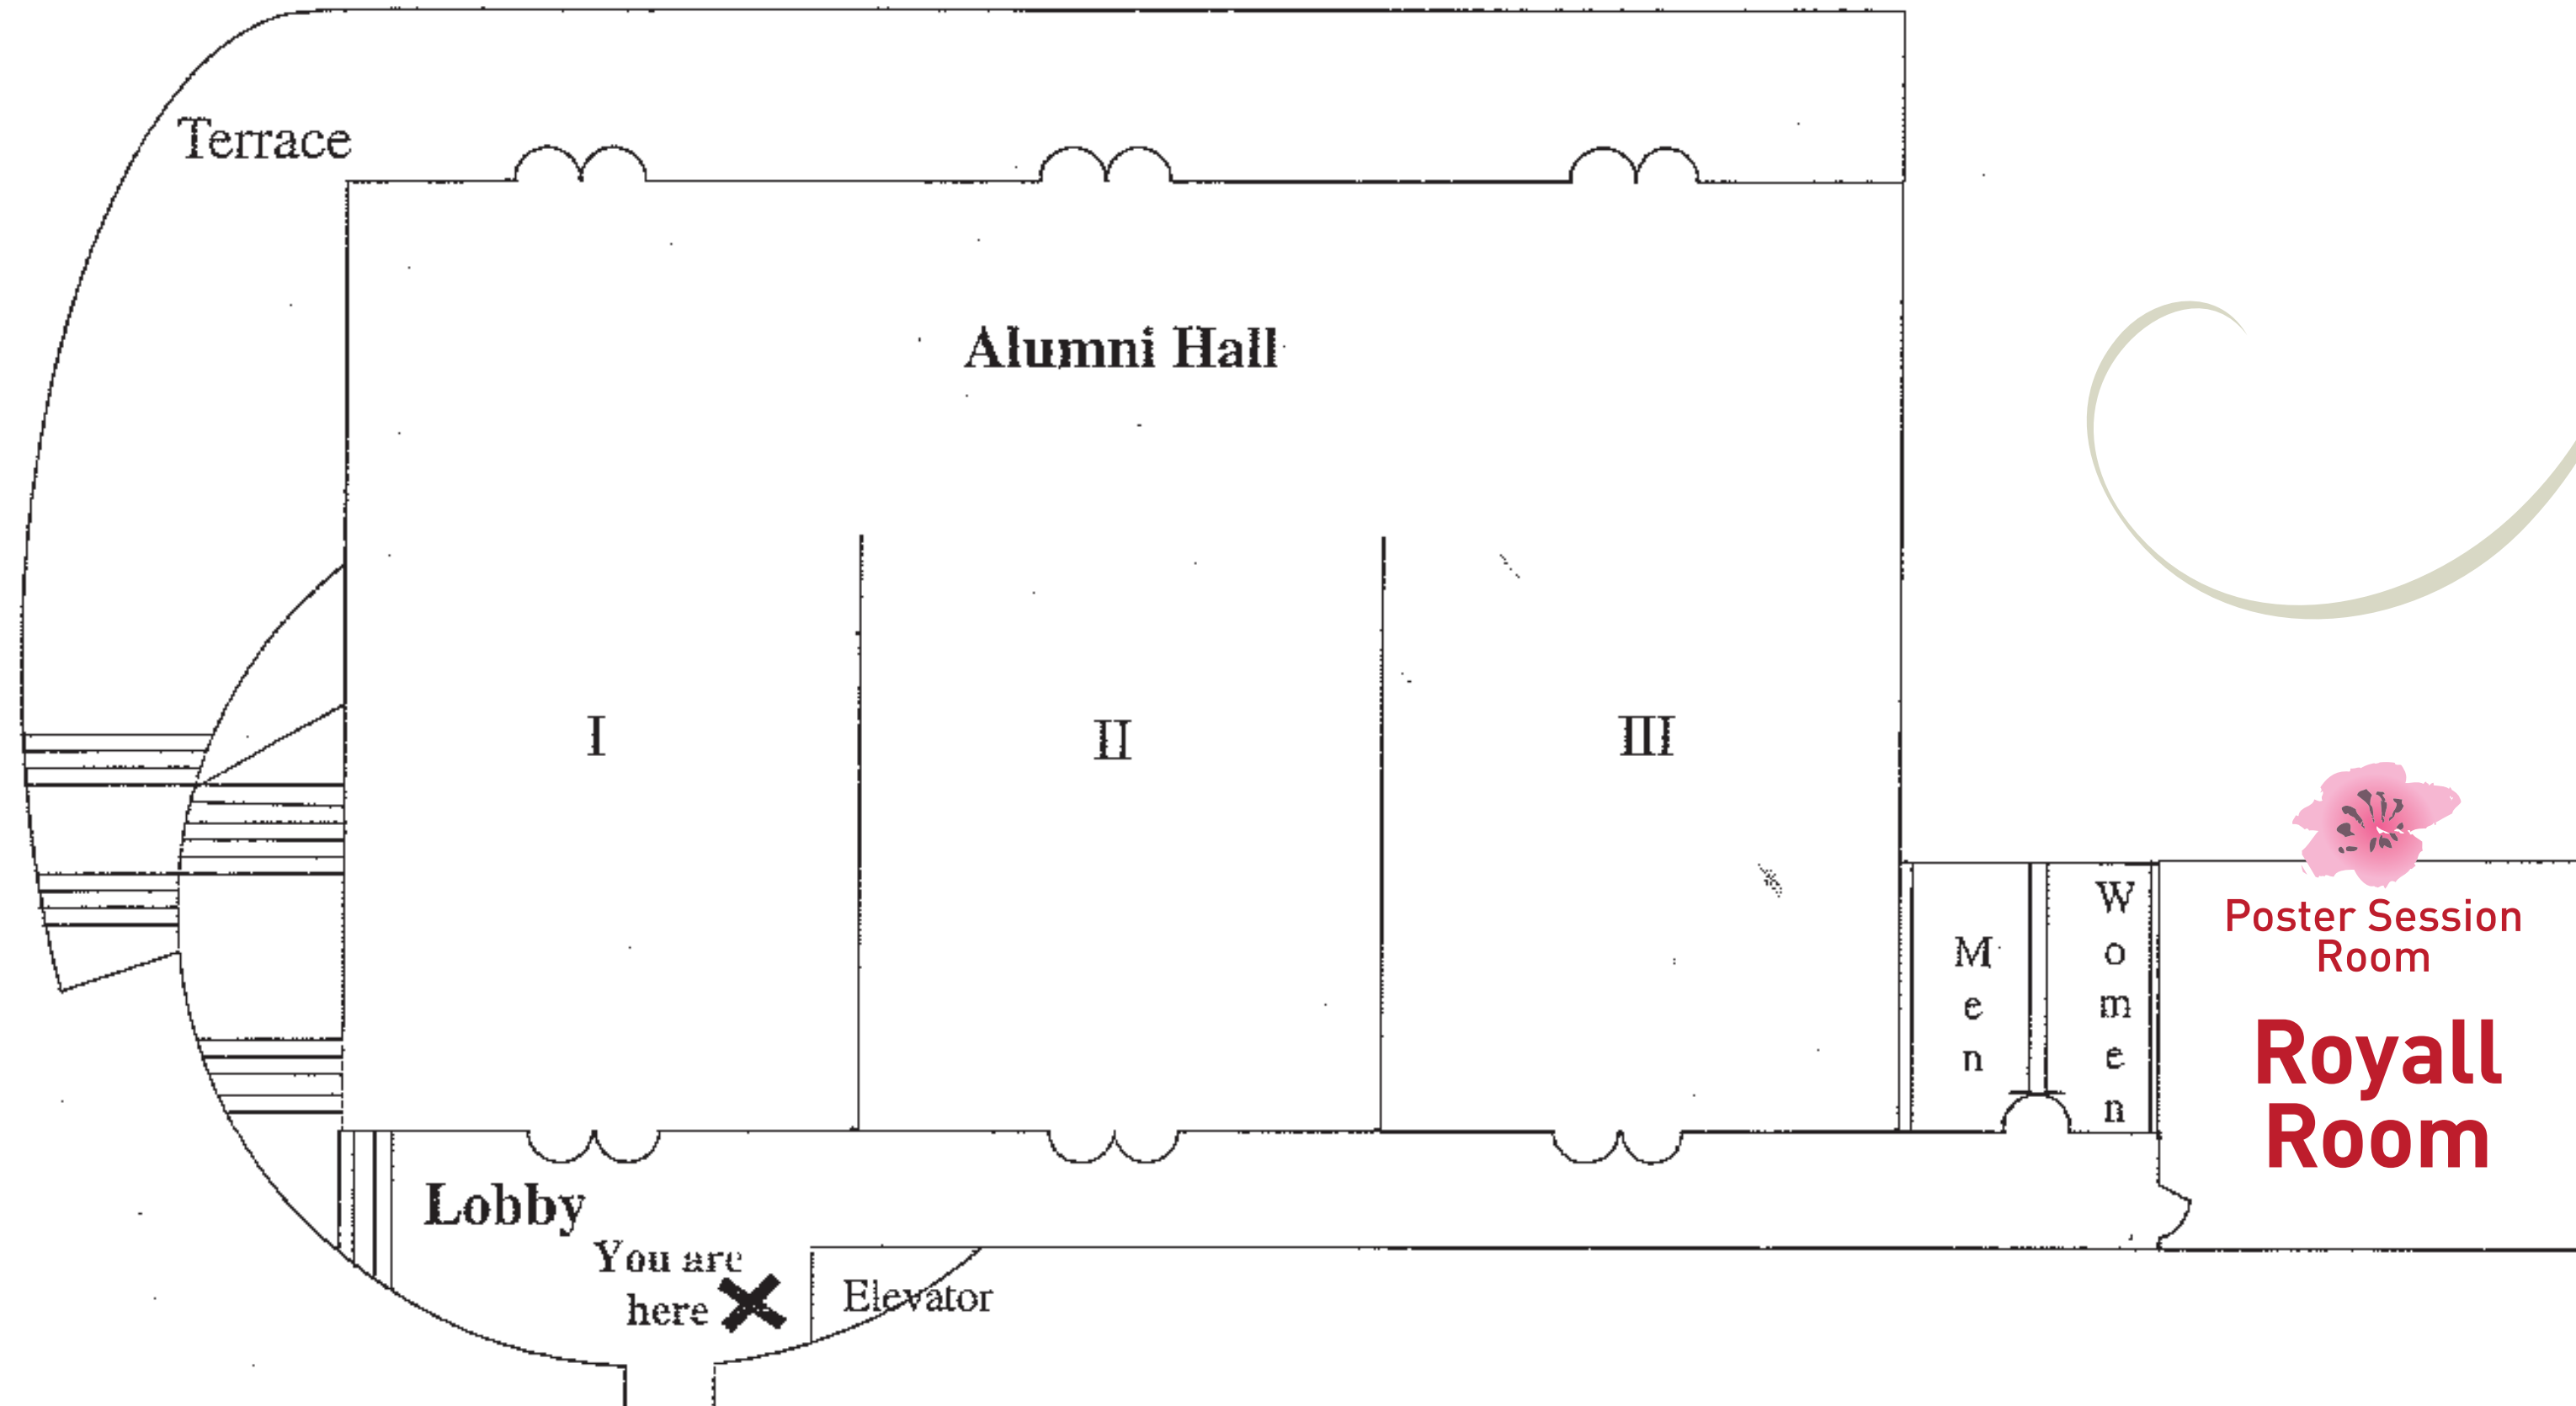 Terrace
Alumni Hall
I
II
III
Men
Women
Poster Session
Room
Royall
Room
Lobby
You are
here
Elevator